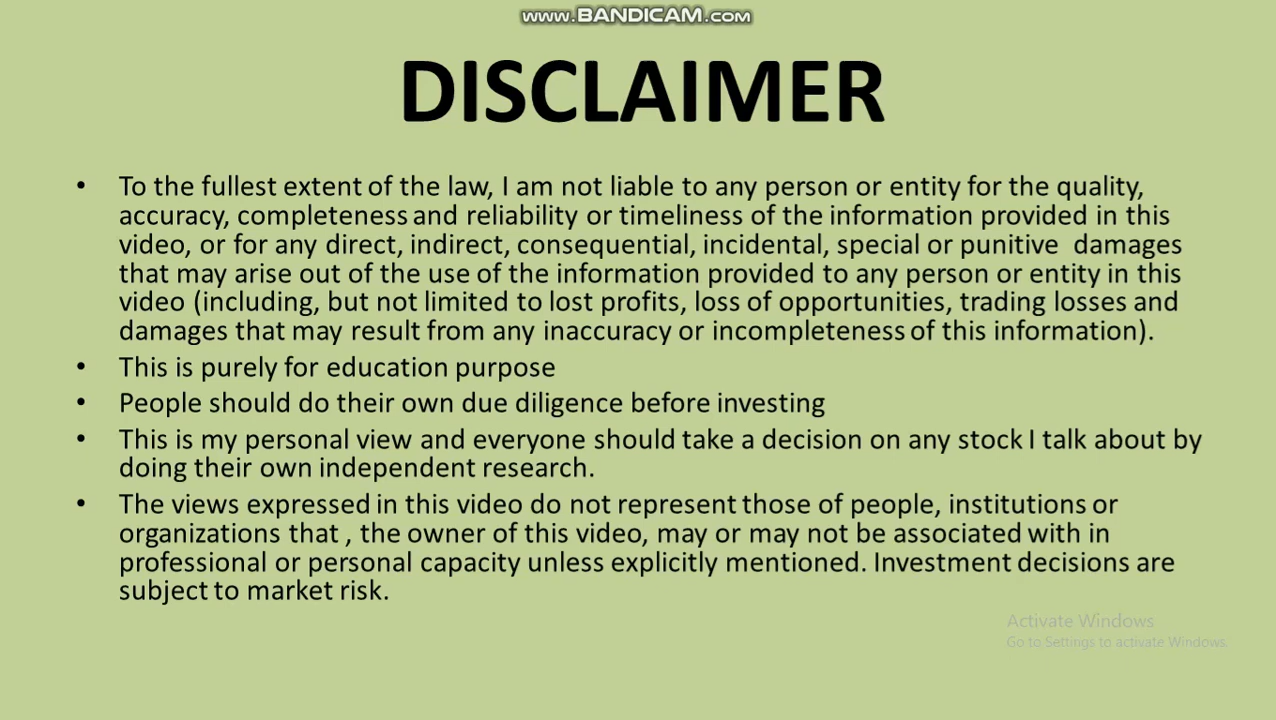 www.BANDICAM.com
DISCLAIMER
• To the fullest extent of the law, I am not liable to any person or entity for the quality,
accuracy, completeness and reliability or timeliness of the information provided in this
video, or for any direct, indirect, consequential, incidental, special or punitive  damages
that may arise out of the use of the information provided to any person or entity in this
video (including, but not limited to lost profits, loss of opportunities, trading losses and
damages that may result from any inaccuracy or incompleteness of this information).
• This is purely for education purpose
• People should do their own due diligence before investing
• This is my personal view and everyone should take a decision on any stock I talk about by
doing their own independent research.
• The views expressed in this video do not represent those of people, institutions or
organizations that , the owner of this video, may or may not be associated with in
professional or personal capacity unless explicitly mentioned. Investment decisions are
subject to market risk.
Activate Windows
Go to Settings to activate Windows.